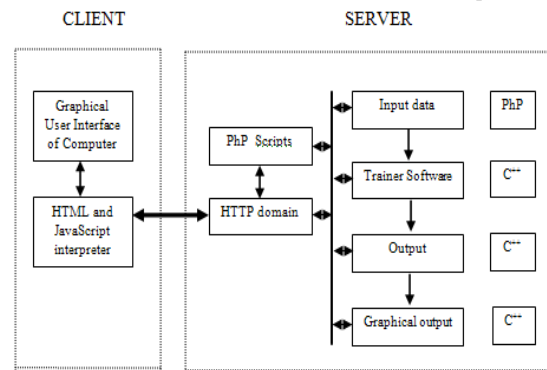 CLIENT
SERVER
Graphical
User Interface
of Computer
HTML and
JavaScript
interpreter
PhP Scripts
HTTP domain
Input data
PhP
Trainer Software
C++
Output
C++
Graphical output
C++